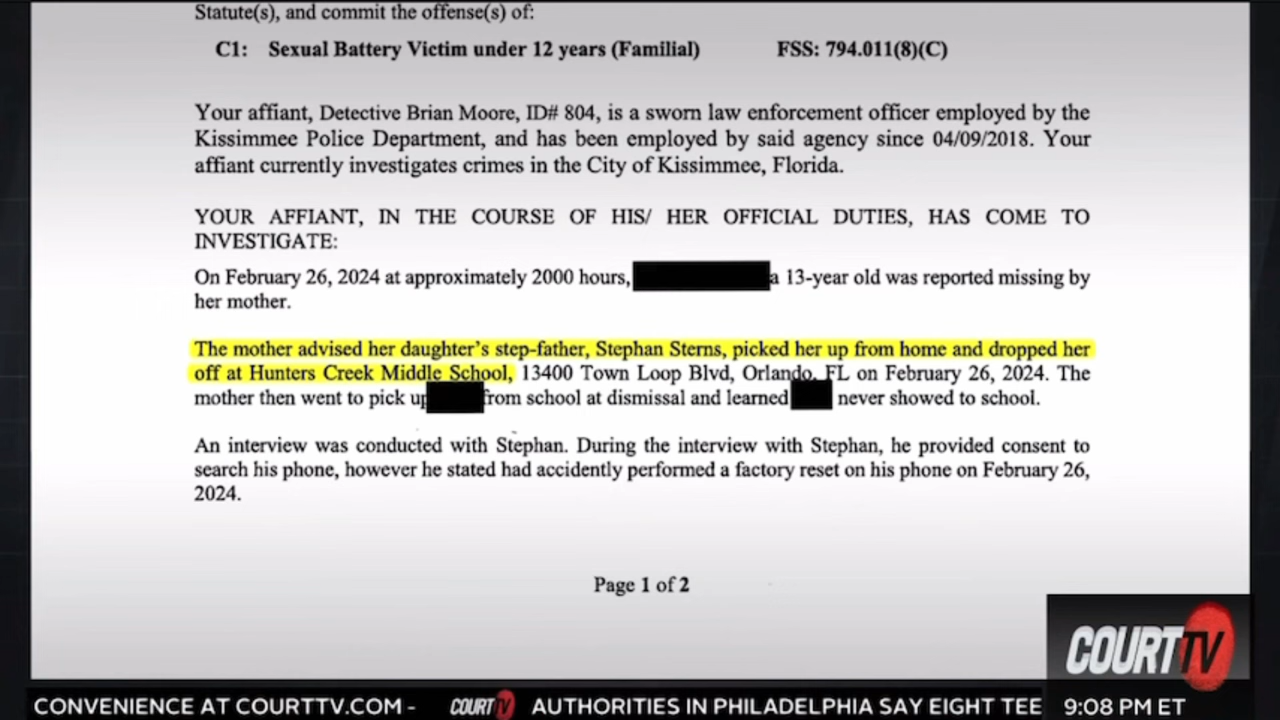 Statute(s), and commit the offense(s) of:
C1: Sexual Battery Victim under 12 years (Familial) FSS: 794.011(8)(C)
Your affiant, Detective Brian Moore, ID# 804, is a sworn law enforcement officer employed by the
Kissimmee Police Department, and has been employed by said agency since 04/09/2018. Your
affiant currently investigates crimes in the City of Kissimmee, Florida.
YOUR AFFIANT, IN THE COURSE OF HIS/ HER OFFICIAL DUTIES, HAS COME TO
INVESTIGATE:
On February 26, 2024 at approximately 2000 hours, a 13-year old was reported missing by
her mother.
The mother advised her daughter's step-father, Stephan Sterns, picked her up from home and dropped her
off at Hunters Creek Middle School, 13400 Town Loop Blvd, Orlando, FL on February 26, 2024. The
mother then went to pick up from school at dismissal and learned never showed to school.
An interview was conducted with Stephan. During the interview with Stephan, he provided consent to
search his phone, however he stated had accidently performed a factory reset on his phone on February 26,
2024.
Page 1 of 2
COURT TV
CONVENIENCE AT COURTTV.COM - COURT TV AUTHORITIES IN PHILADELPHIA SAY EIGHT TEE 9:08 PM ET